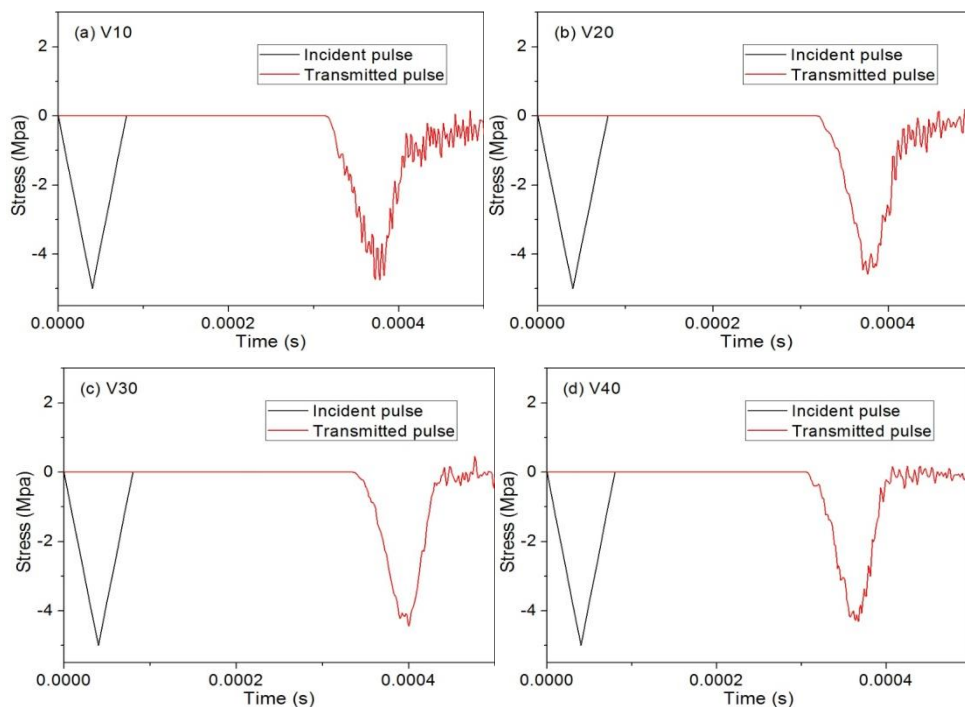 (a) V10
Incident pulse
Transmitted pulse
Stress (Mpa)
2
0
-2
-4
0.0000
0.0002
0.0004
Time (s)
(b) V20
Incident pulse
Transmitted pulse
Stress (Mpa)
2
0
-2
-4
0.0000
0.0002
0.0004
Time (s)
(c) V30
Incident pulse
Transmitted pulse
Stress (Mpa)
2
0
-2
-4
0.0000
0.0002
0.0004
Time (s)
(d) V40
Incident pulse
Transmitted pulse
Stress (Mpa)
2
0
-2
-4
0.0000
0.0002
0.0004
Time (s)